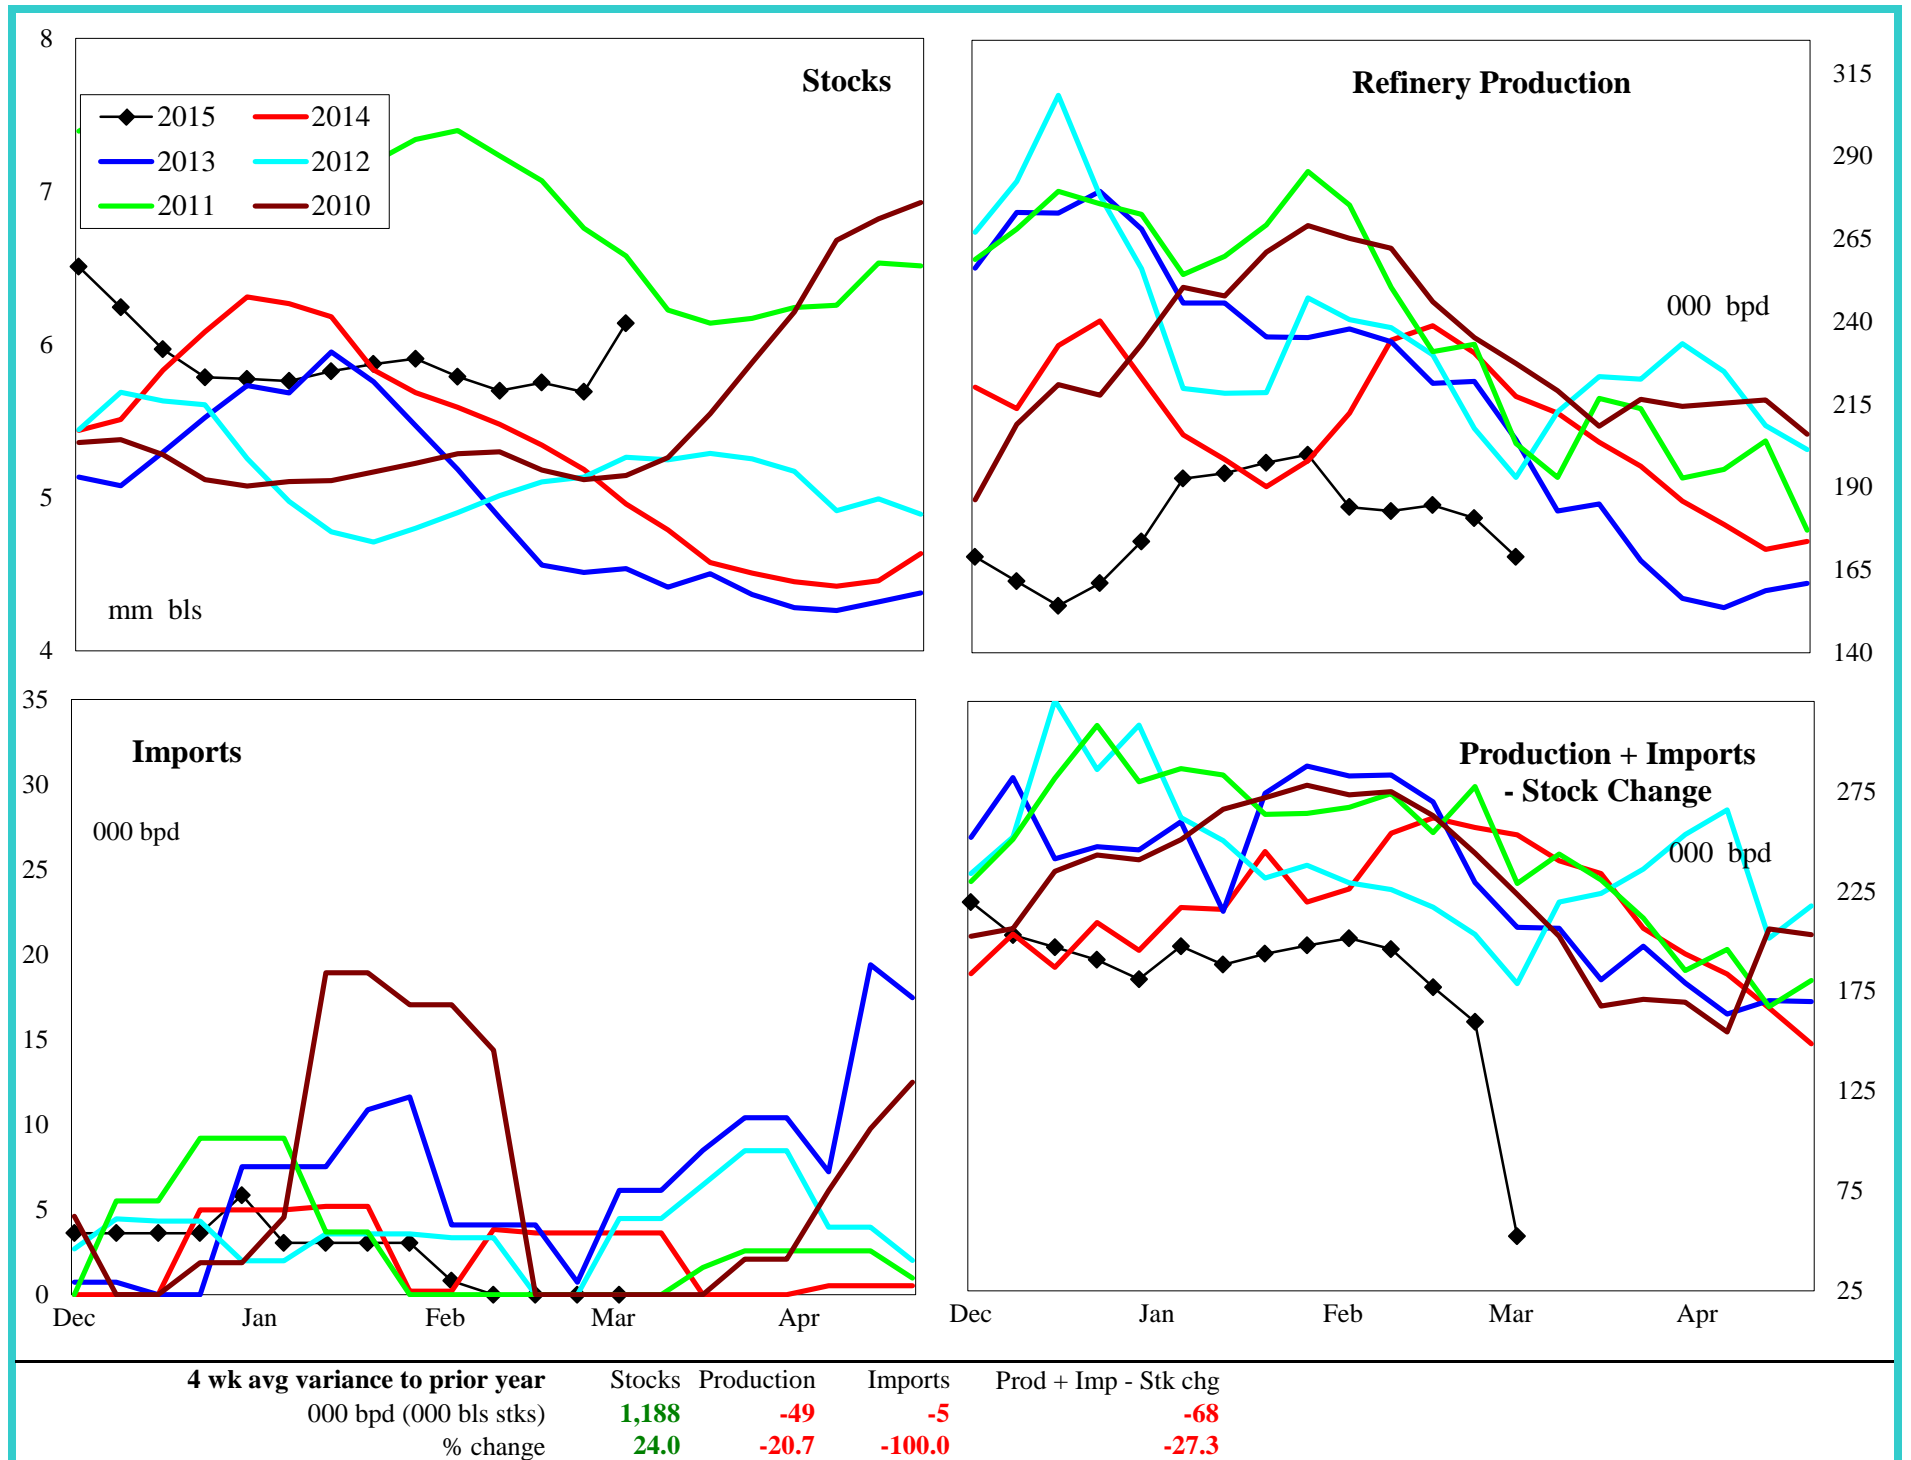 Stocks
8
7
6
5
4
2015 2014
2013 2012
2011 2010
mm bls
Refinery Production
315
290
265
240
215
190
165
140
000 bpd
Imports
35
30
25
20
15
10
5
0
000 bpd
Dec Jan Feb Mar Apr
Production + Imports
- Stock Change
275
225
175
125
75
25
000 bpd
Dec Jan Feb Mar Apr
4 wk avg variance to prior year Stocks Production Imports Prod + Imp - Stk chg
000 bpd (000 bls stks) 1,188 -49 -5 -68
% change 24.0 -20.7 -100.0 -27.3